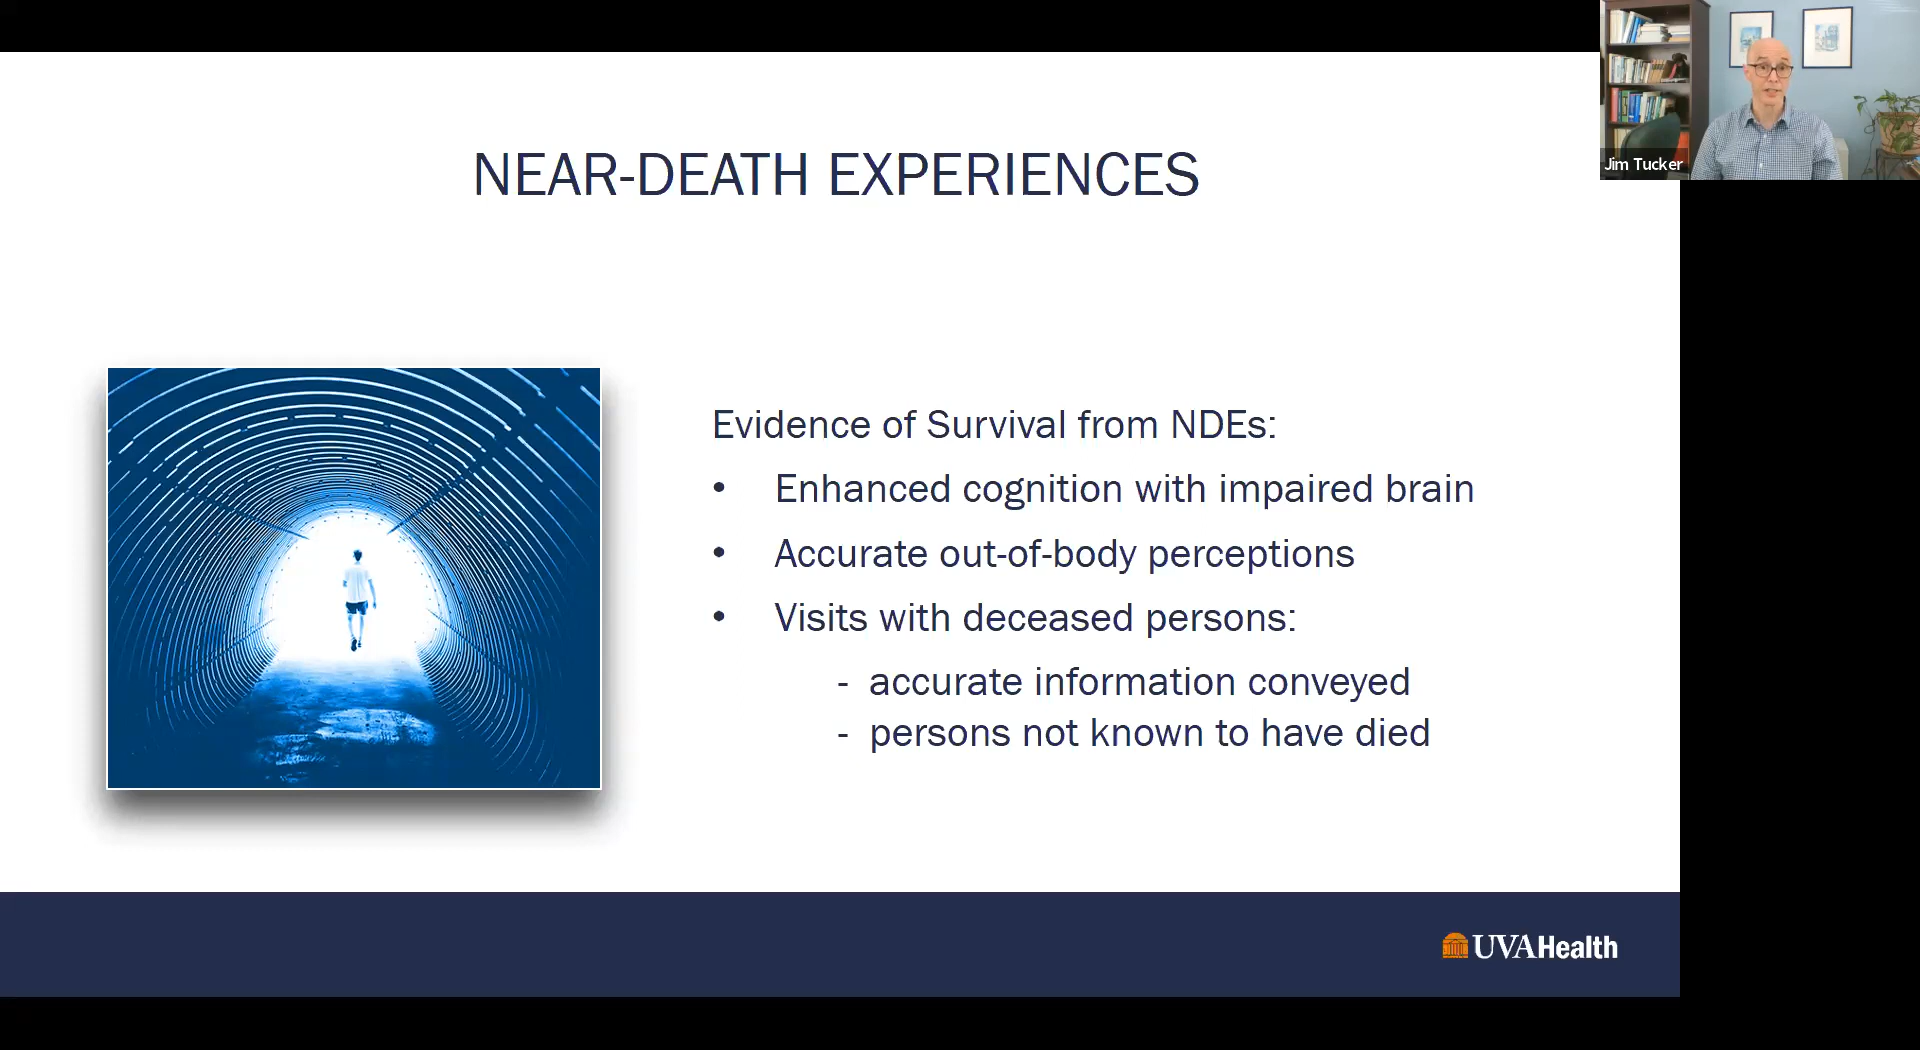 Jim Tucker
NEAR-DEATH EXPERIENCES
Evidence of Survival from NDEs:
• Enhanced cognition with impaired brain
• Accurate out-of-body perceptions
• Visits with deceased persons:
- accurate information conveyed
- persons not known to have died
UVAHealth